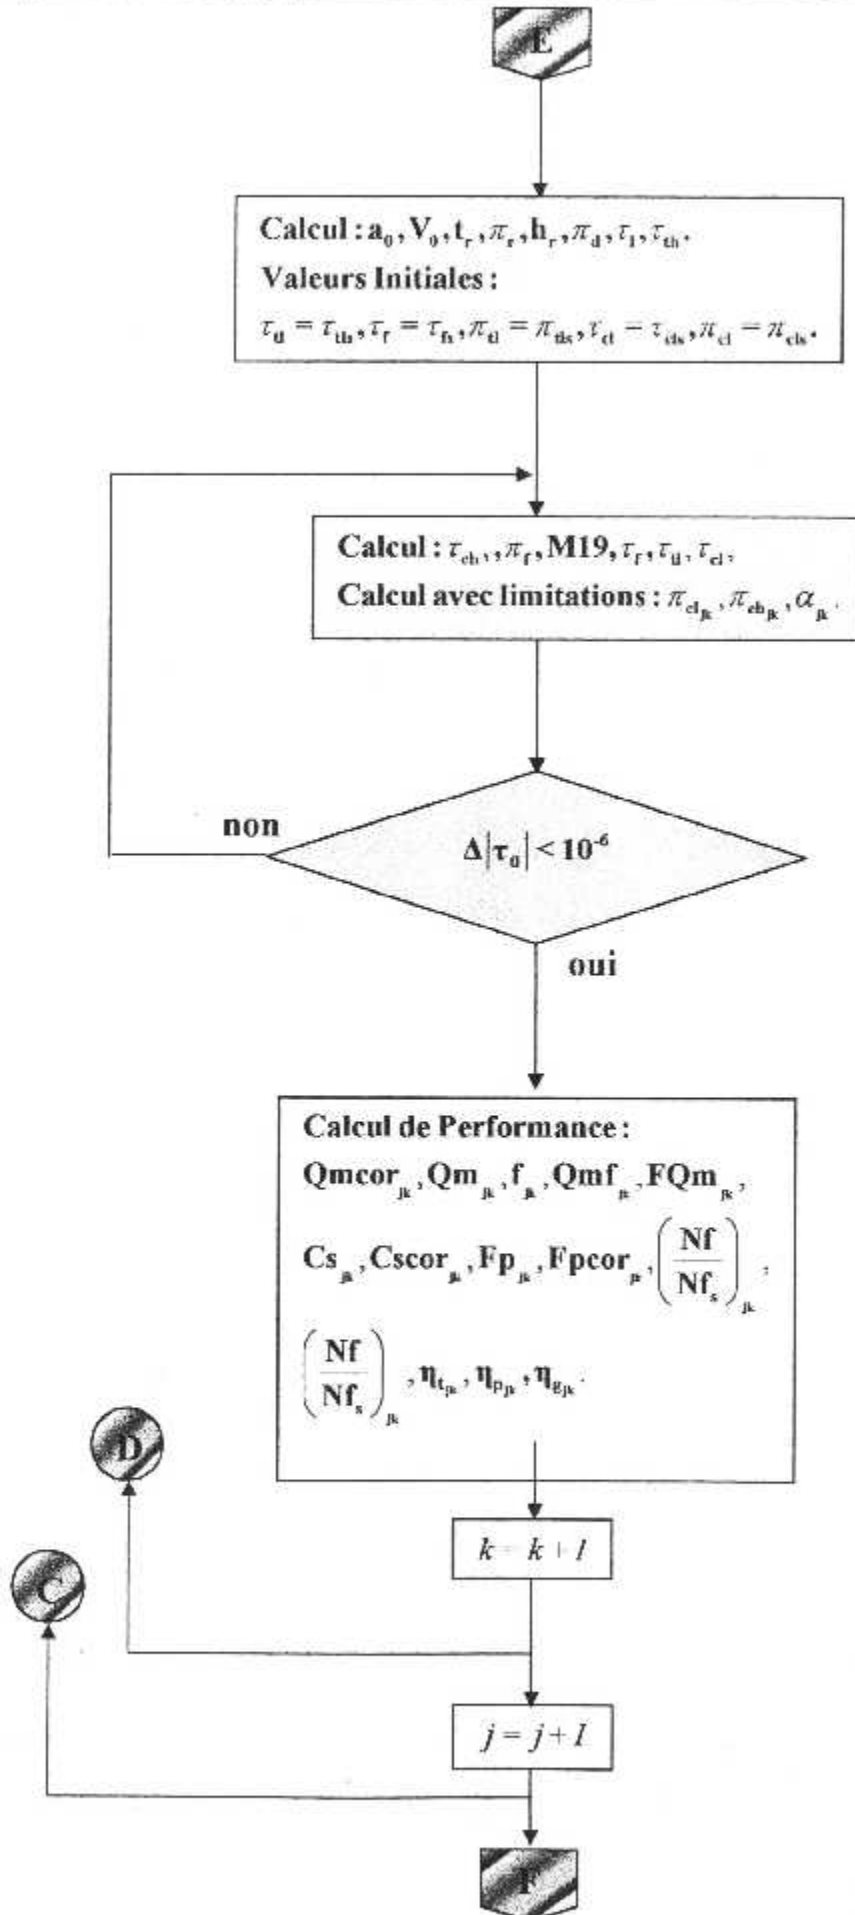 E
Calcul : a₀, V₀, t_r, π_r, h_r, π_d, τ_l, τ_th.
Valeurs Initiales :
τ_tl = τ_tls, τ_f = τ_fs, π_tl = π_tls, τ_cl = τ_cls, π_cl = π_cls.
Calcul : τ_ch, , π_f, M19, τ_f, τ_tl, τ_cl,
Calcul avec limitations : π_cl_jk, π_ch_jk, α_jk.
non
Δ|τ_tl| < 10⁻⁶
oui
Calcul de Performance :
Qmcor_jk, Qm_jk, f_jk, Qmf_jk, FQm_jk,
Cs_jk, Cscor_jk, Fp_jk, Fpcor_jk, (Nf/Nf_s)_jk,
(Nf/Nf_s)_jk, η_t_jk, η_p_jk, η_g_jk.
D
k = k + 1
C
j = j + 1
F